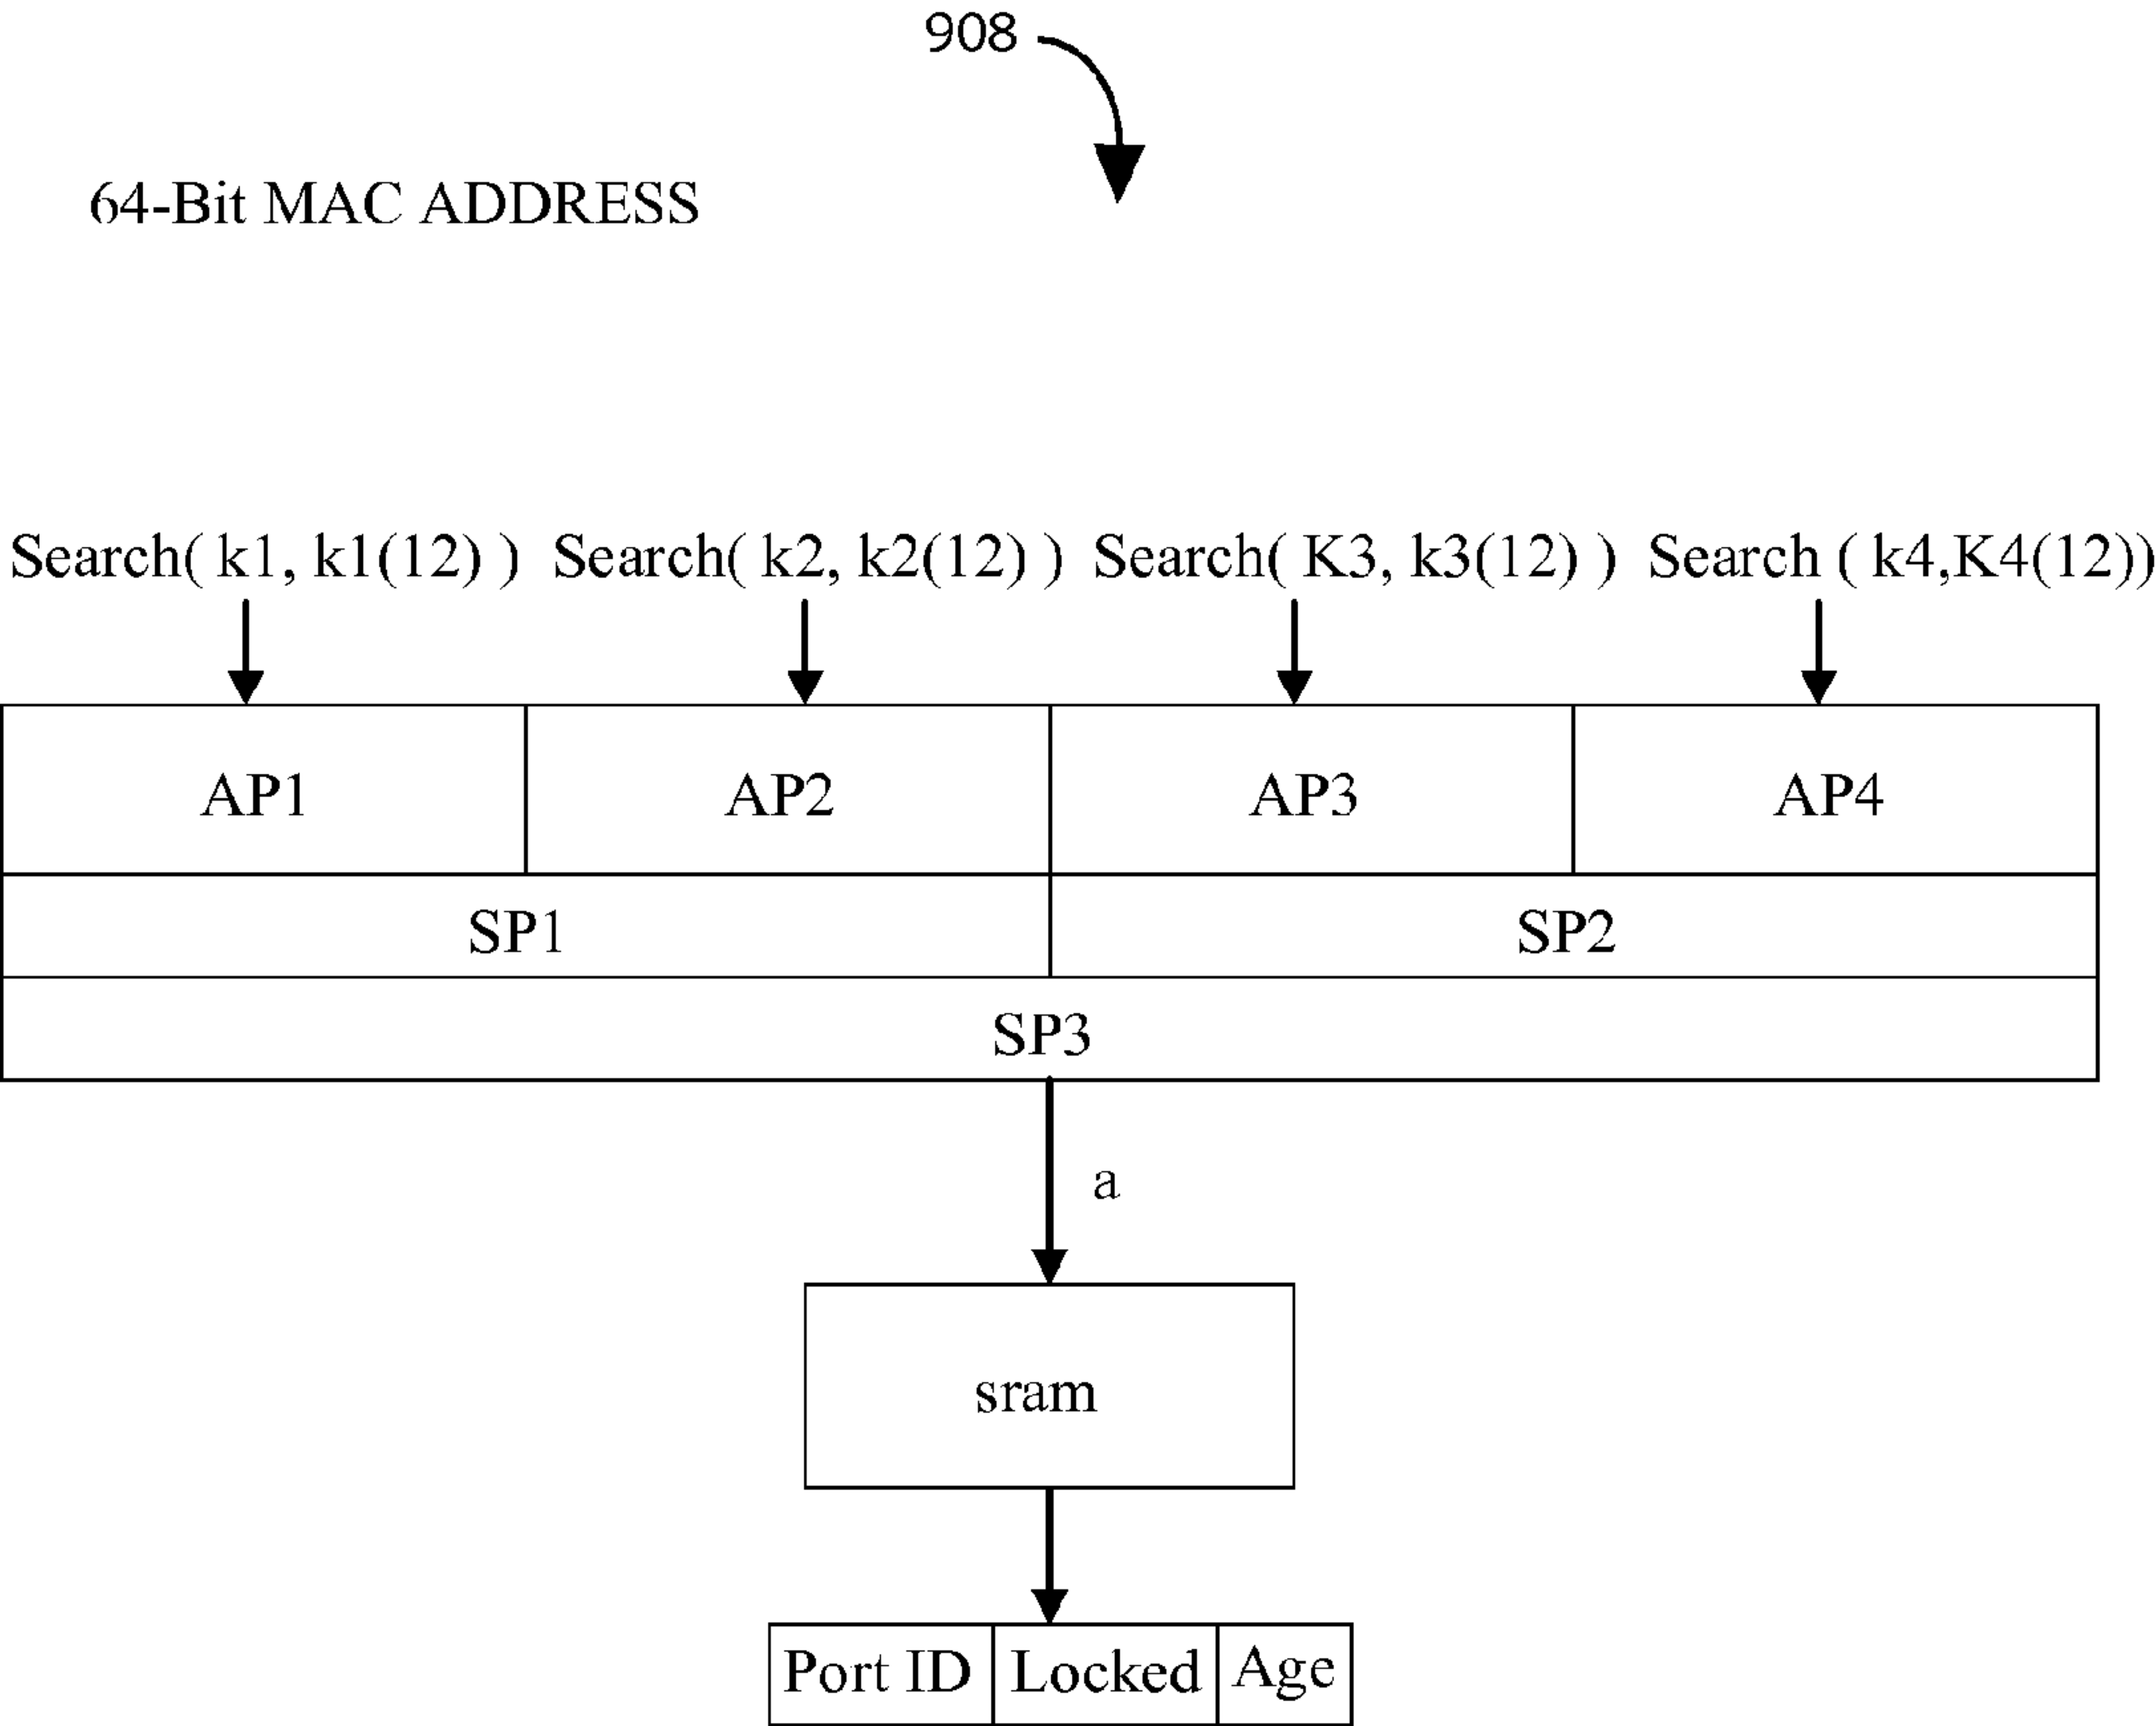 908
64-Bit MAC ADDRESS
Search( k1, k1(12) ) Search( k2, k2(12) ) Search( K3, k3(12) ) Search ( k4,K4(12))
AP1 AP2 AP3 AP4
SP1 SP2
SP3
a
sram
Port ID Locked Age